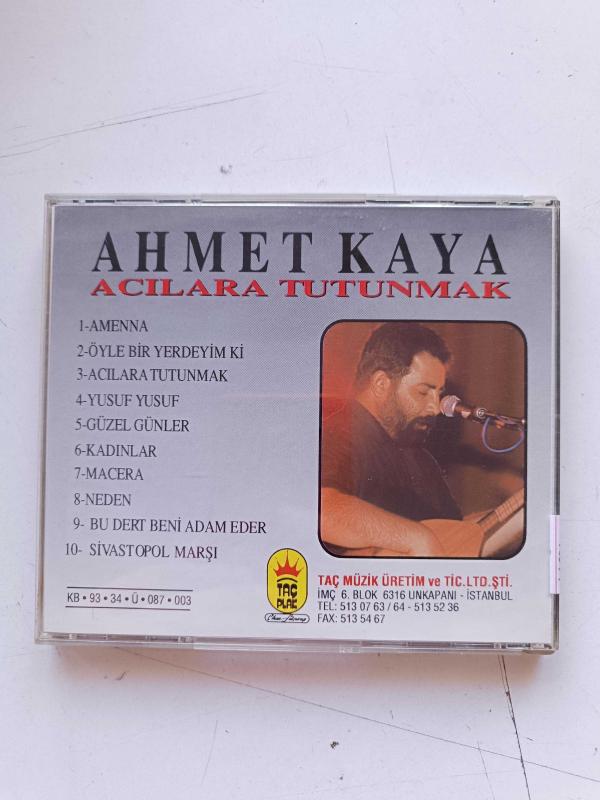 AHMET KAYA
ACILARA TUTUNMAK
1-AMENNA
2-ÖYLE BİR YERDEYİM Kİ
3-ACILARA TUTUNMAK
4-YUSUF YUSUF
5-GÜZEL GÜNLER
6-KADINLAR
7-MACERA
8-NEDEN
9- BU DERT BENİ ADAM EDER
10- SİVASTOPOL MARŞI
KB • 93 • 34 • Ü • 087 • 003
TAÇ
PLAK
TAÇ MÜZİK ÜRETİM ve TİC.LTD.ŞTİ.
İMÇ 6. BLOK 6316 UNKAPANI - İSTANBUL
TEL: 513 07 63 / 64 - 513 52 36
FAX: 513 54 67